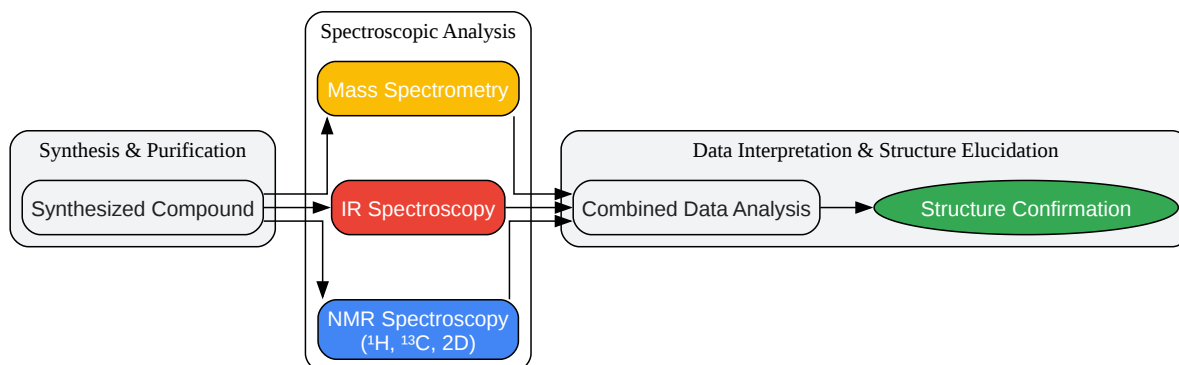 Spectroscopic Analysis
Mass Spectrometry
Synthesis & Purification
Data Interpretation & Structure Elucidation
Synthesized Compound
IR Spectroscopy
Combined Data Analysis
Structure Confirmation
NMR Spectroscopy
(¹H, ¹³C, 2D)